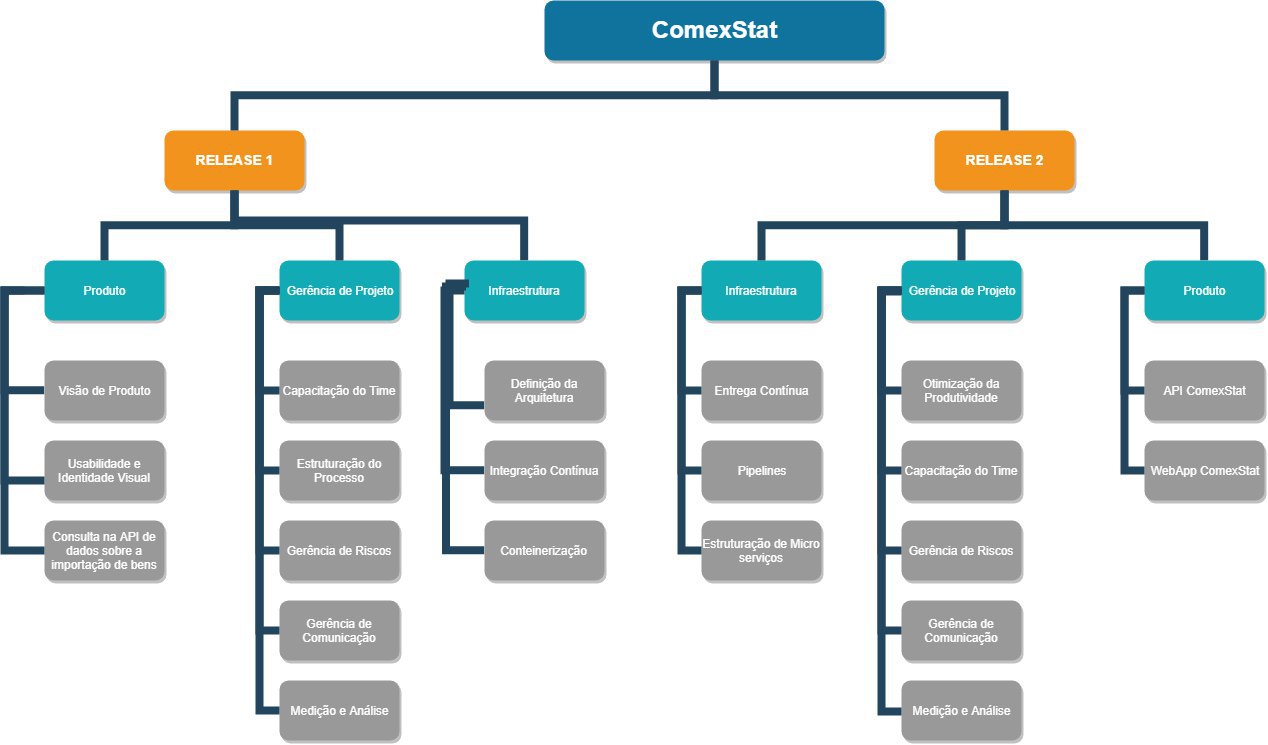 ComexStat
RELEASE 1
RELEASE 2
Produto
Gerência de Projeto
Infraestrutura
Infraestrutura
Gerência de Projeto
Produto
Visão de Produto
Usabilidade e
Identidade Visual
Consulta na API de
dados sobre a
importação de bens
Capacitação do Time
Estruturação do
Processo
Gerência de Riscos
Gerência de
Comunicação
Medição e Análise
Definição da
Arquitetura
Integração Contínua
Conteinerização
Entrega Contínua
Pipelines
Estruturação de Micro
serviços
Otimização da
Produtividade
Capacitação do Time
Gerência de Riscos
Gerência de
Comunicação
Medição e Análise
API ComexStat
WebApp ComexStat